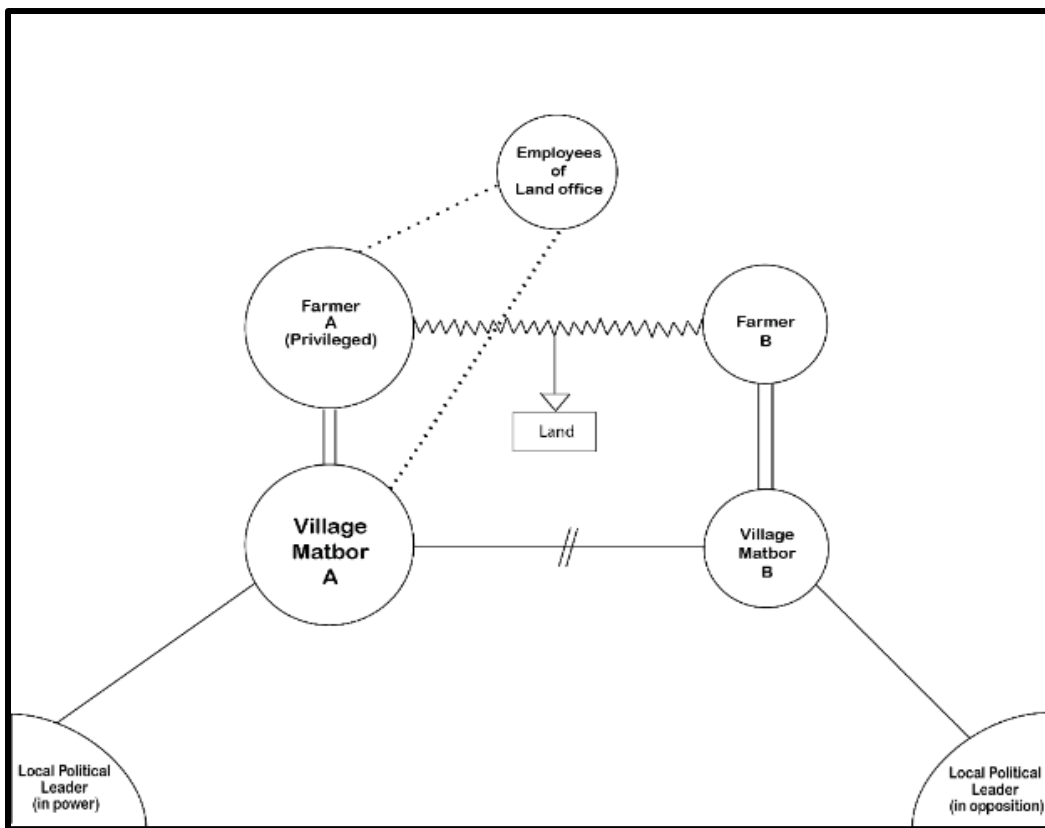 Employees
of
Land office
Farmer
A
(Privileged)
Farmer
B
Land
Village
Matbor
A
Village
Matbor
B
Local Political
Leader
(in power)
Local Political
Leader
(in opposition)